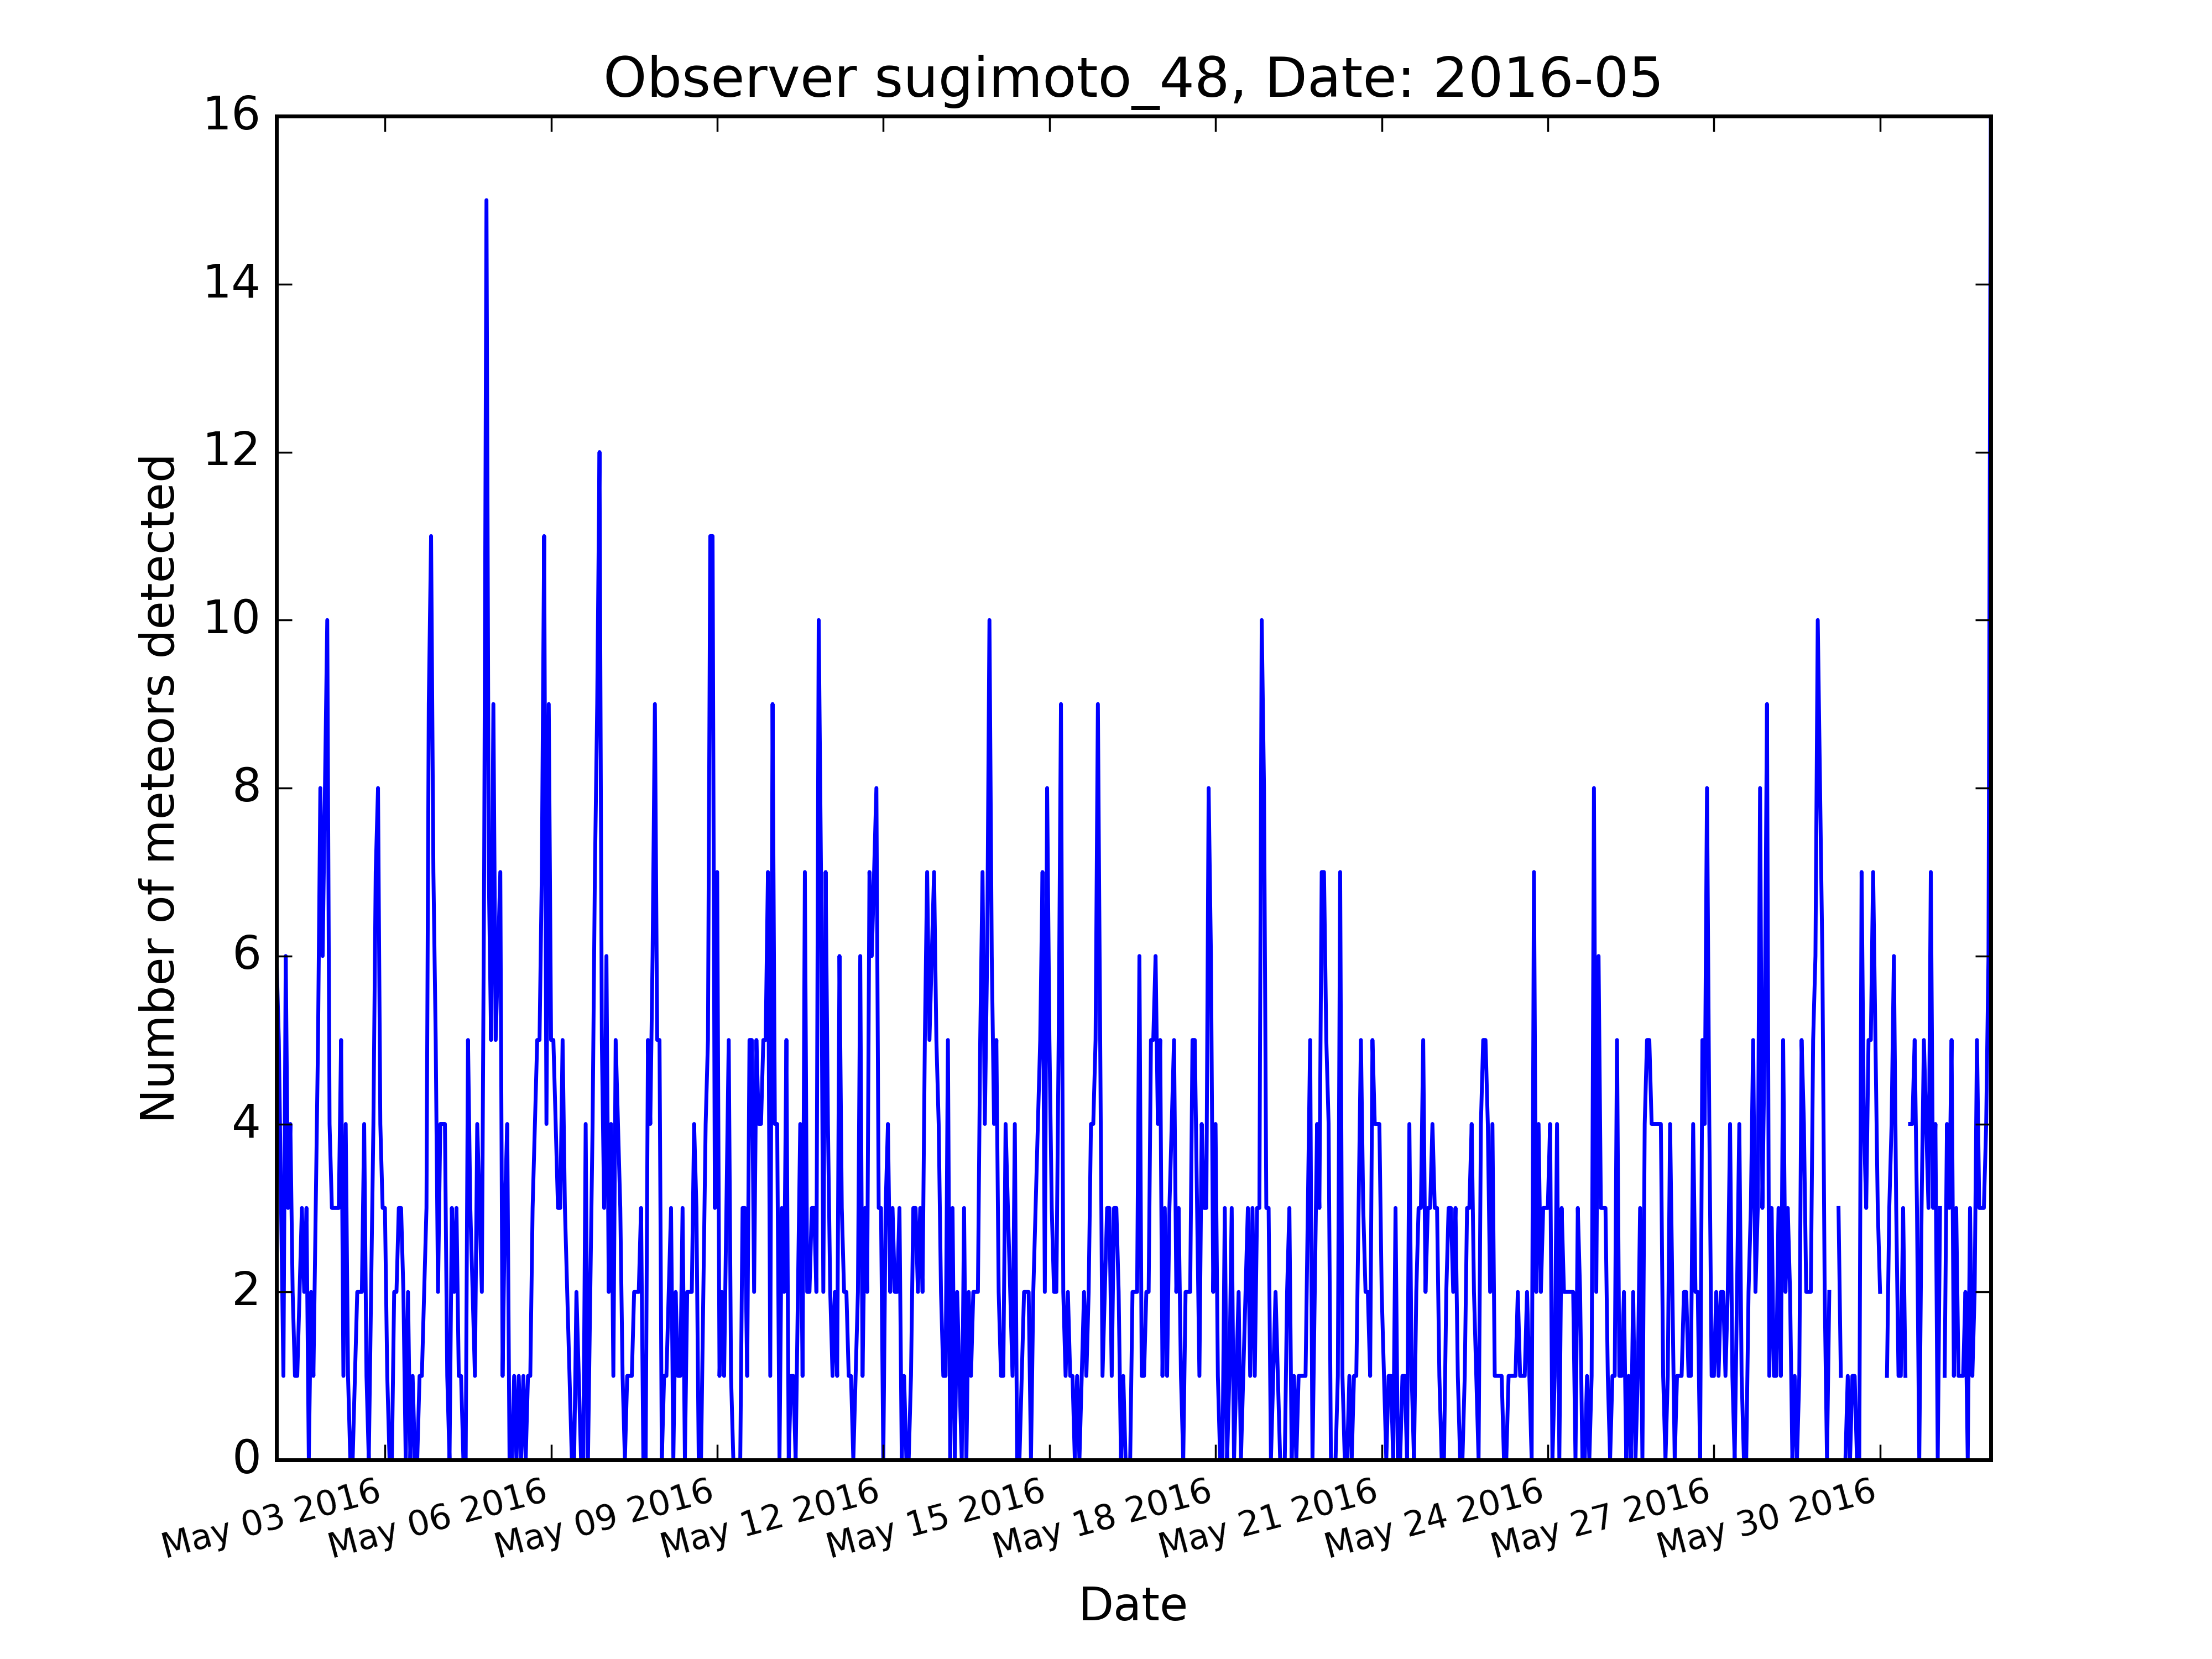 Observer sugimoto_48, Date: 2016-05
Number of meteors detected
16
14
12
10
8
6
4
2
0
May 03 2016
May 06 2016
May 09 2016
May 12 2016
May 15 2016
May 18 2016
May 21 2016
May 24 2016
May 27 2016
May 30 2016
Date